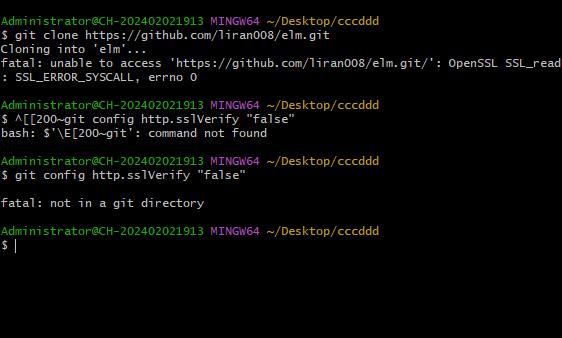 Administrator@CH-202402021913 MINGW64 ~/Desktop/cccddd
$ git clone https://github.com/liran008/elm.git
Cloning into 'elm'...
fatal: unable to access 'https://github.com/liran008/elm.git/': OpenSSL SSL_read
: SSL_ERROR_SYSCALL, errno 0
Administrator@CH-202402021913 MINGW64 ~/Desktop/cccddd
$ ^[[200~git config http.sslVerify "false"
bash: $'\E[200~git': command not found
Administrator@CH-202402021913 MINGW64 ~/Desktop/cccddd
$ git config http.sslVerify "false"
fatal: not in a git directory
Administrator@CH-202402021913 MINGW64 ~/Desktop/cccddd
$